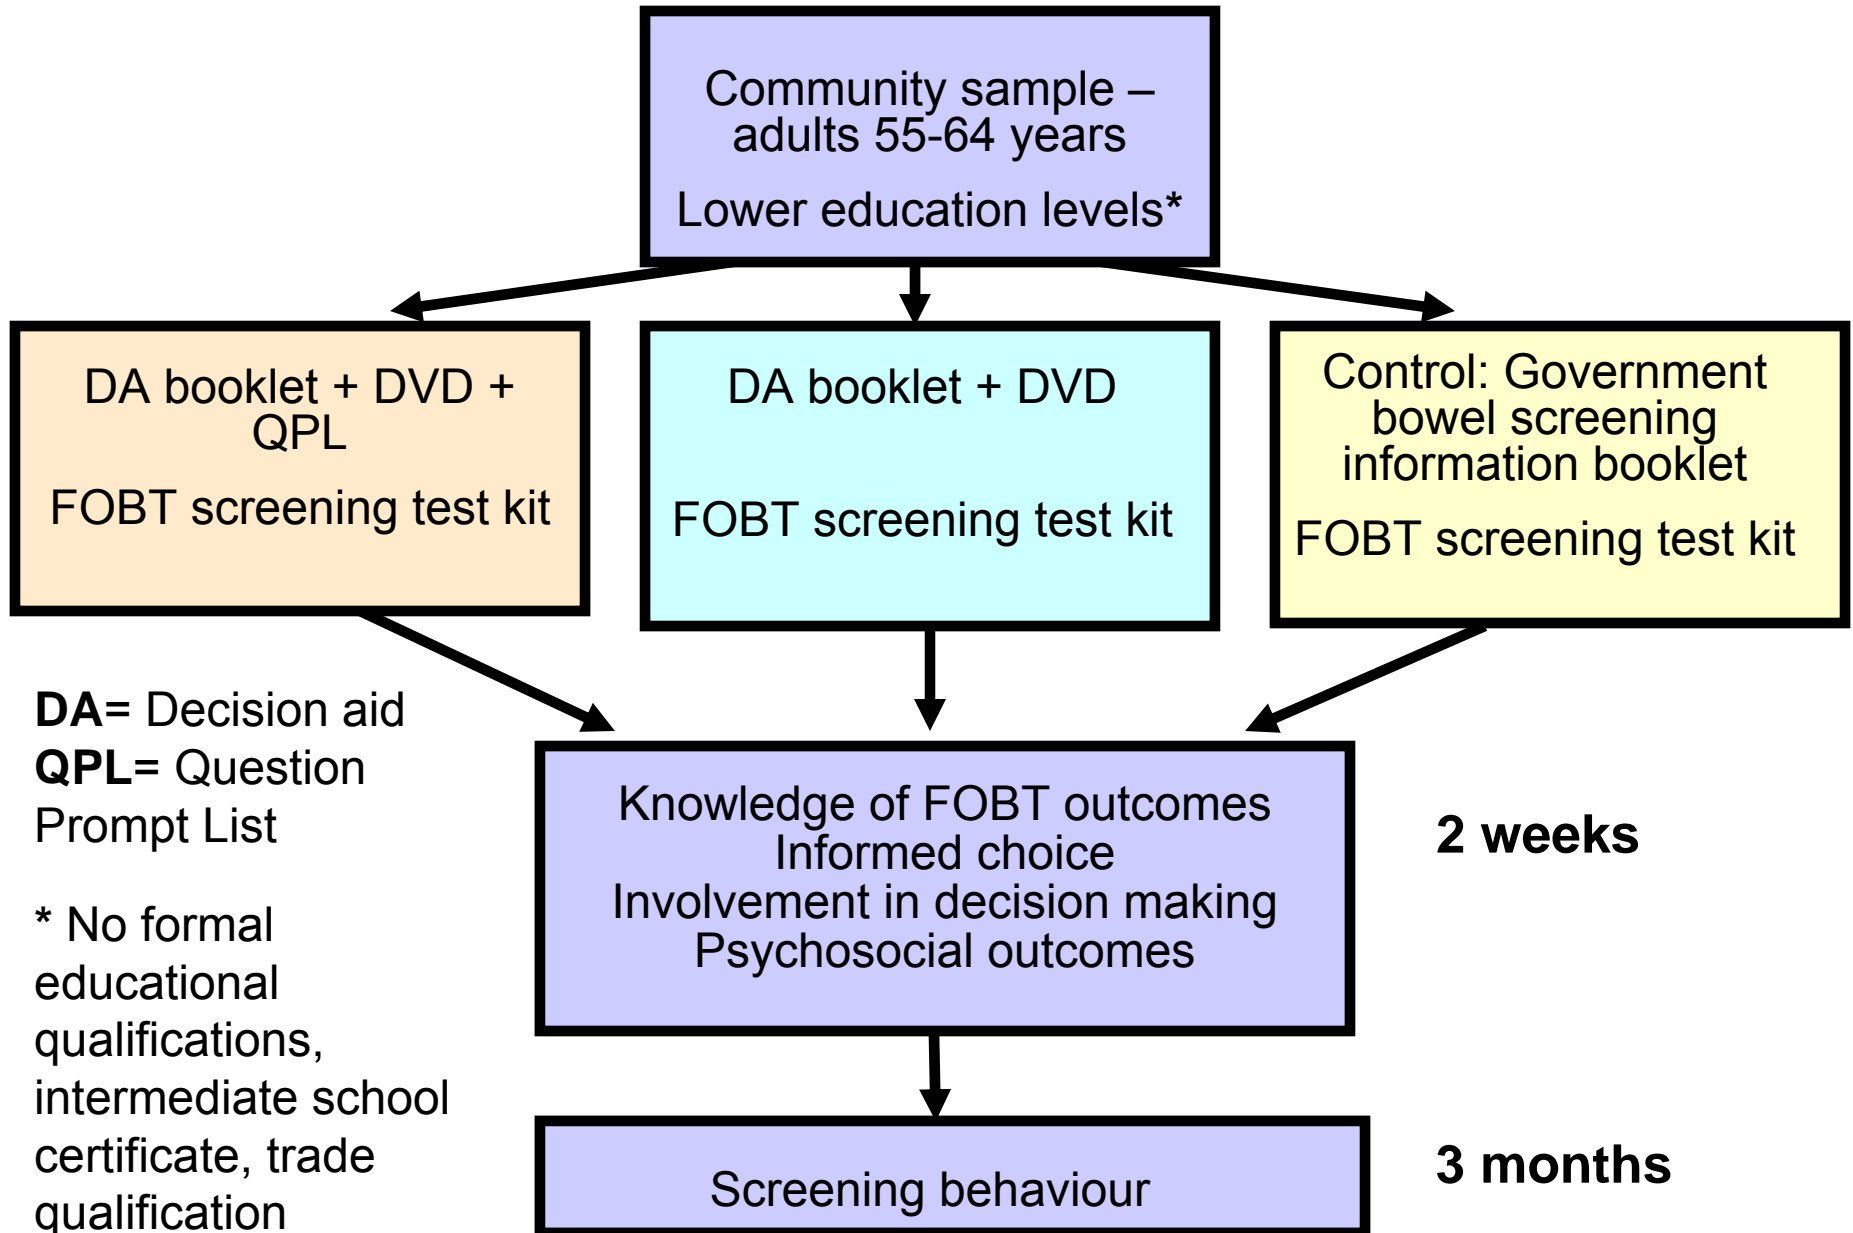 Community sample –
adults 55-64 years
Lower education levels*
DA booklet + DVD +
QPL
FOBT screening test kit
DA booklet + DVD
FOBT screening test kit
Control: Government
bowel screening
information booklet
FOBT screening test kit
DA= Decision aid
QPL= Question
Prompt List
* No formal
educational
qualifications,
intermediate school
certificate, trade
qualification
Knowledge of FOBT outcomes
Informed choice
Involvement in decision making
Psychosocial outcomes
2 weeks
Screening behaviour
3 months